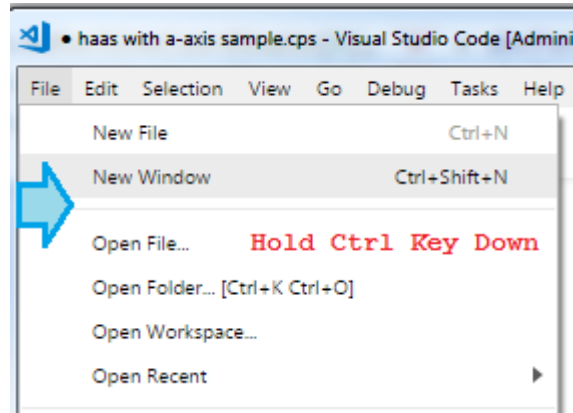 ● haas with a-axis sample.cps - Visual Studio Code [Admini
File Edit Selection View Go Debug Tasks Help
New File Ctrl+N
New Window Ctrl+Shift+N
Open File... Hold Ctrl Key Down
Open Folder... [Ctrl+K Ctrl+O]
Open Workspace...
Open Recent